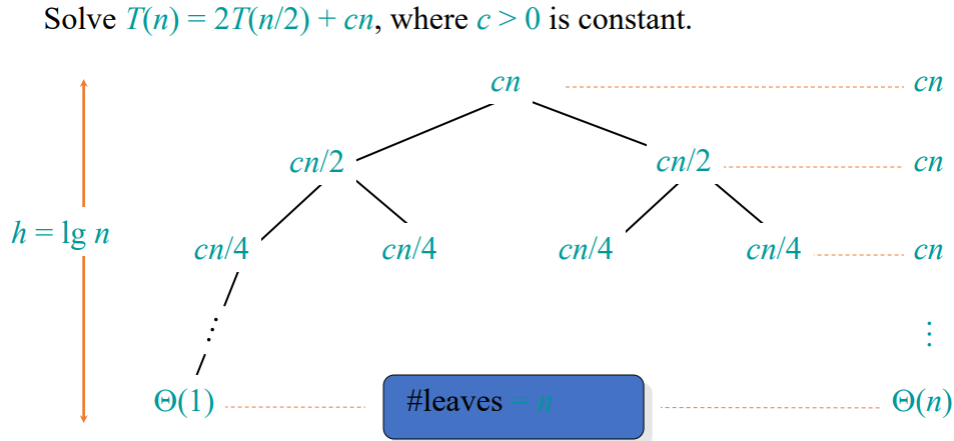 Solve T(n) = 2T(n/2) + cn, where c > 0 is constant.
cn cn
cn/2 cn/2 cn
h = lg n
cn/4 cn/4 cn/4 cn/4 cn
⋰ ⋮
Θ(1) #leaves = n Θ(n)